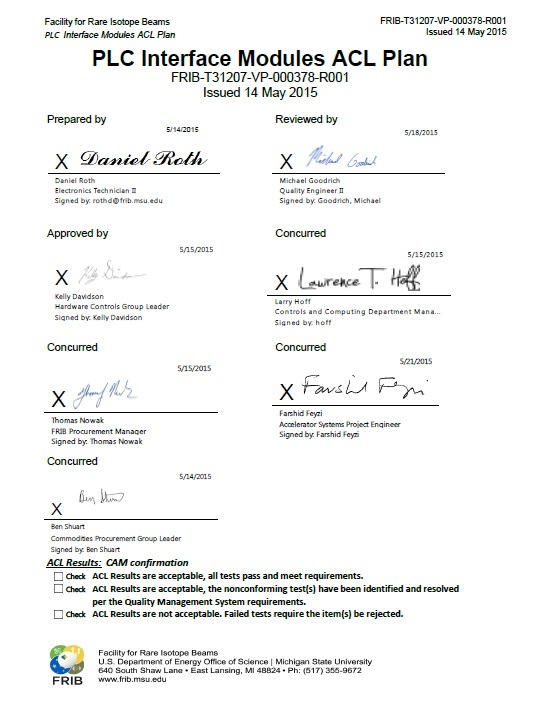 Facility for Rare Isotope Beams
PLC Interface Modules ACL Plan
FRIB-T31207-VP-000378-R001
Issued 14 May 2015
PLC Interface Modules ACL Plan
FRIB-T31207-VP-000378-R001
Issued 14 May 2015
Prepared by
5/14/2015
X Daniel Roth
Daniel Roth
Electronics Technician II
Signed by: rothd@frib.msu.edu
Reviewed by
5/18/2015
X Michael Goodrich
Michael Goodrich
Quality Engineer II
Signed by: Goodrich, Michael
Approved by
5/15/2015
X Kelly Davidson
Kelly Davidson
Hardware Controls Group Leader
Signed by: Kelly Davidson
Concurred
5/15/2015
X Lawrence T. Hoff
Larry Hoff
Controls and Computing Department Mana...
Signed by: hoff
Concurred
5/15/2015
X
Thomas Nowak
FRIB Procurement Manager
Signed by: Thomas Nowak
Concurred
5/21/2015
X Farshid Feyzi
Farshid Feyzi
Accelerator Systems Project Engineer
Signed by: Farshid Feyzi
Concurred
5/14/2015
X Ben Shuart
Ben Shuart
Commodities Procurement Group Leader
Signed by: Ben Shuart
ACL Results: CAM confirmation
Check ACL Results are acceptable, all tests pass and meet requirements.
Check ACL Results are acceptable, the nonconforming test(s) have been identified and resolved
per the Quality Management System requirements.
Check ACL Results are not acceptable. Failed tests require the item(s) be rejected.
FRIB
Facility for Rare Isotope Beams
U.S. Department of Energy Office of Science | Michigan State University
640 South Shaw Lane • East Lansing, MI 48824 • Ph: (517) 355-9672
www.frib.msu.edu